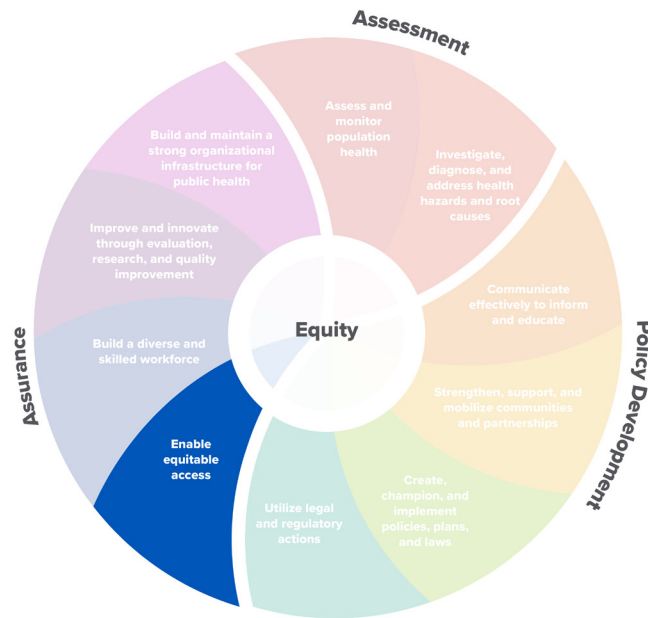 Assessment
Assess and
monitor
population
health
Investigate,
diagnose, and
address health
hazards and root
causes
Policy Development
Communicate
effectively to inform
and educate
Strengthen, support, and
mobilize communities
and partnerships
Create,
champion, and
implement
policies, plans,
and laws
Utilize legal
and regulatory
actions
Assurance
Enable
equitable
access
Build a diverse and
skilled workforce
Improve and innovate
through evaluation,
research, and quality
improvement
Build and maintain a
strong organizational
infrastructure for
public health
Equity